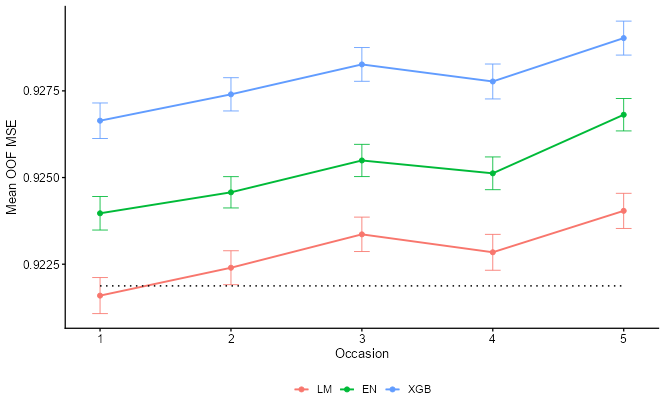 Mean OOF MSE
0.9275
0.9250
0.9225
1 2 3 4 5
Occasion
LM EN XGB